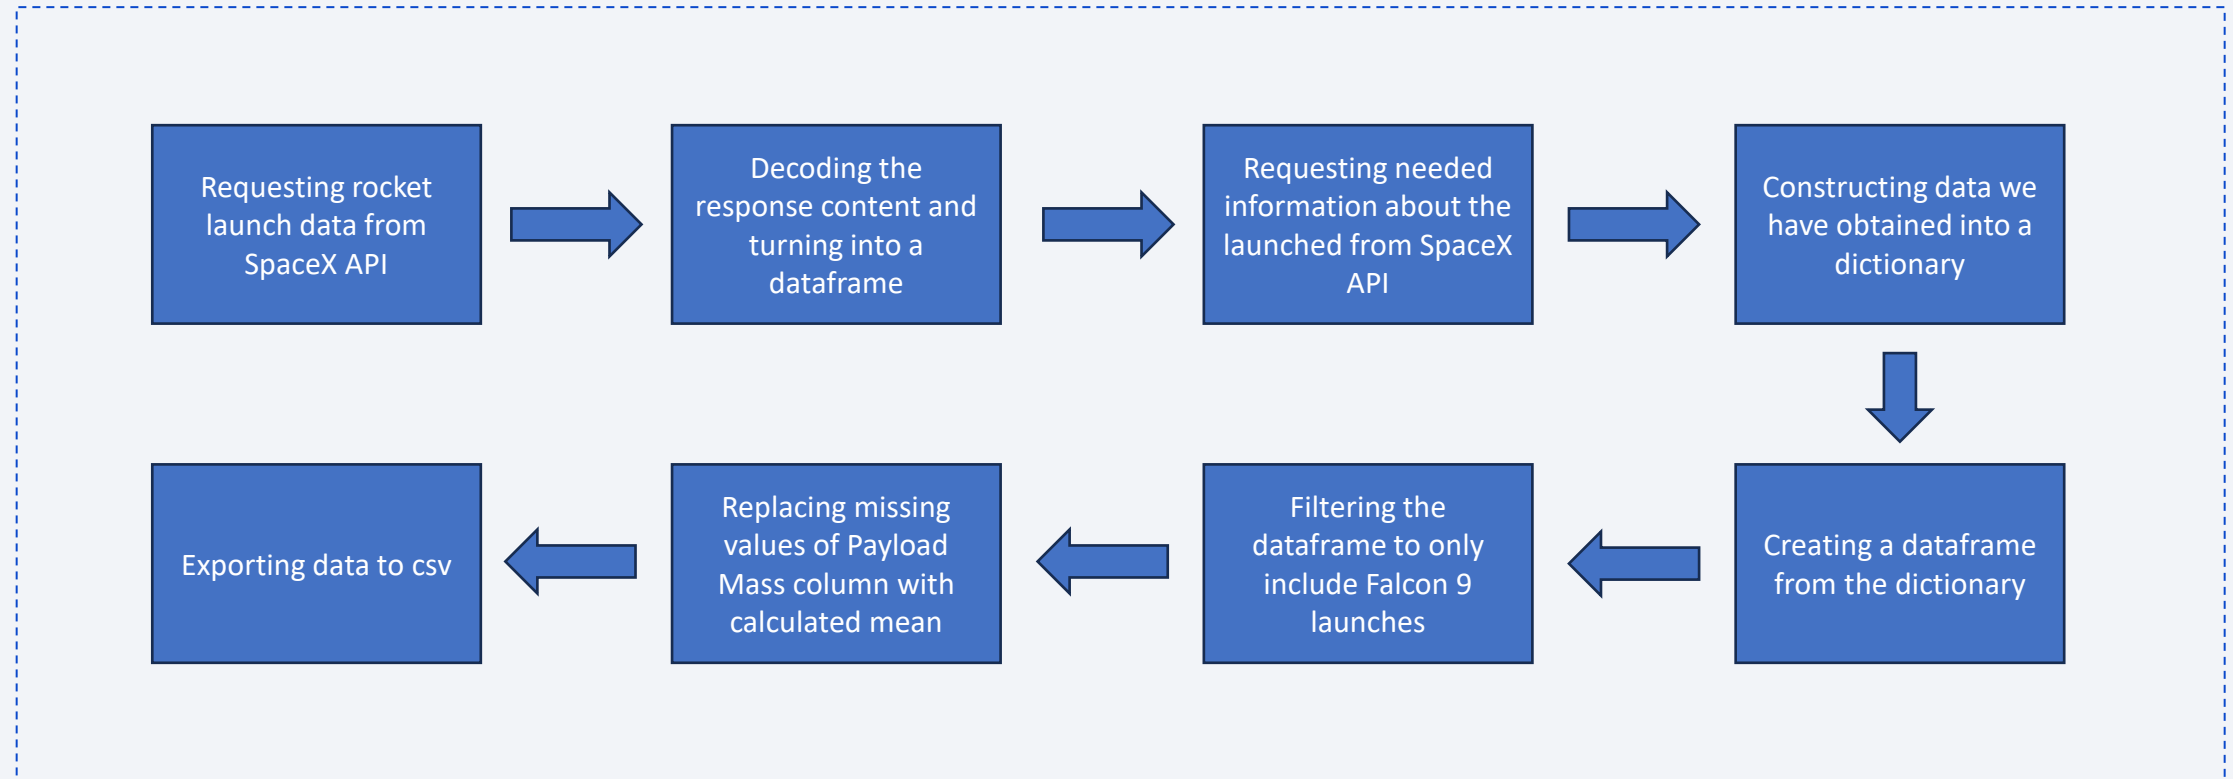 Requesting rocket
launch data from
SpaceX API
Decoding the
response content and
turning into a
dataframe
Requesting needed
information about the
launched from SpaceX
API
Constructing data we
have obtained into a
dictionary
Creating a dataframe
from the dictionary
Filtering the
dataframe to only
include Falcon 9
launches
Replacing missing
values of Payload
Mass column with
calculated mean
Exporting data to csv